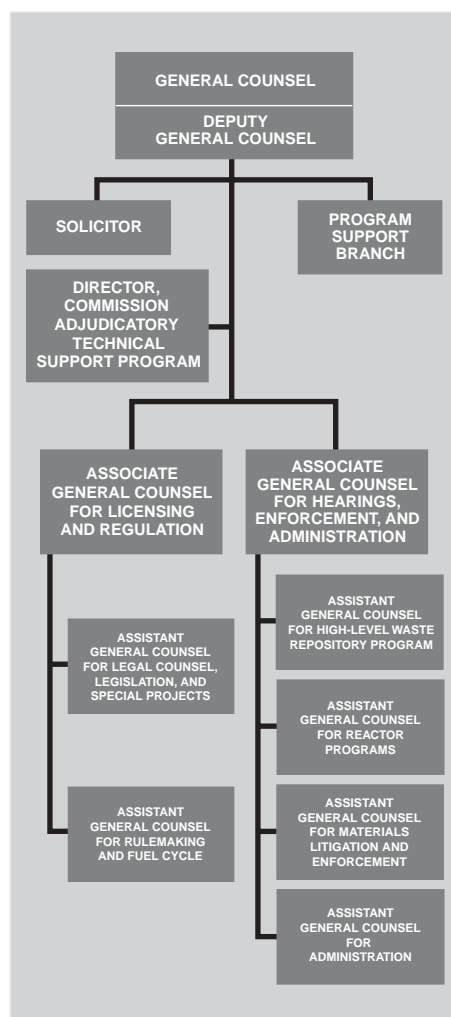 GENERAL COUNSEL
DEPUTY
GENERAL COUNSEL
SOLICITOR
PROGRAM
SUPPORT
BRANCH
DIRECTOR,
COMMISSION
ADJUDICATORY
TECHNICAL
SUPPORT PROGRAM
ASSOCIATE
GENERAL COUNSEL
FOR LICENSING
AND REGULATION
ASSOCIATE
GENERAL COUNSEL
FOR HEARINGS,
ENFORCEMENT, AND
ADMINISTRATION
ASSISTANT
GENERAL COUNSEL
FOR LEGAL COUNSEL,
LEGISLATION, AND
SPECIAL PROJECTS
ASSISTANT
GENERAL COUNSEL
FOR RULEMAKING
AND FUEL CYCLE
ASSISTANT
GENERAL COUNSEL
FOR HIGH-LEVEL WASTE
REPOSITORY PROGRAM
ASSISTANT
GENERAL COUNSEL
FOR REACTOR
PROGRAMS
ASSISTANT
GENERAL COUNSEL
FOR MATERIALS
LITIGATION AND
ENFORCEMENT
ASSISTANT
GENERAL COUNSEL
FOR
ADMINISTRATION